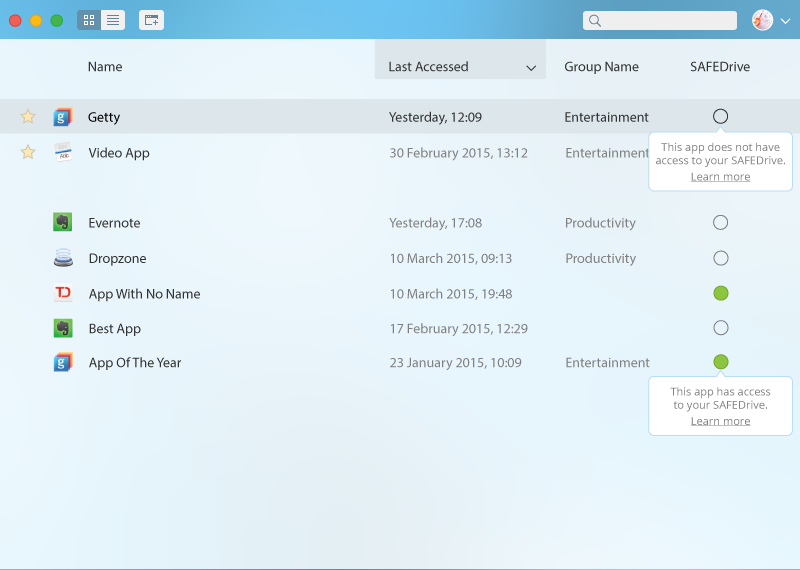 Name Last Accessed Group Name SAFEDrive
Getty Yesterday, 12:09 Entertainment
Video App 30 February 2015, 13:12 Entertainment
This app does not have
access to your SAFEDrive.
Learn more
Evernote Yesterday, 17:08 Productivity
Dropzone 10 March 2015, 09:13 Productivity
App With No Name 10 March 2015, 19:48
Best App 17 February 2015, 12:29
App Of The Year 23 January 2015, 10:09 Entertainment
This app has access
to your SAFEDrive.
Learn more